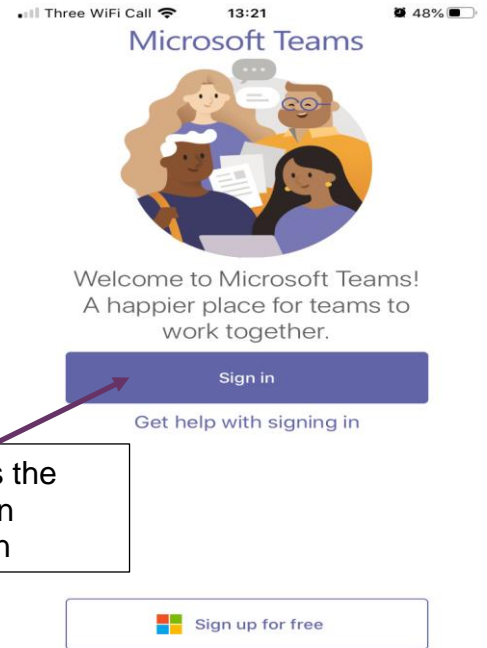 Three WiFi Call 13:21 48%
Microsoft Teams
Welcome to Microsoft Teams!
A happier place for teams to
work together.
Sign in
Get help with signing in
the
Sign up for free